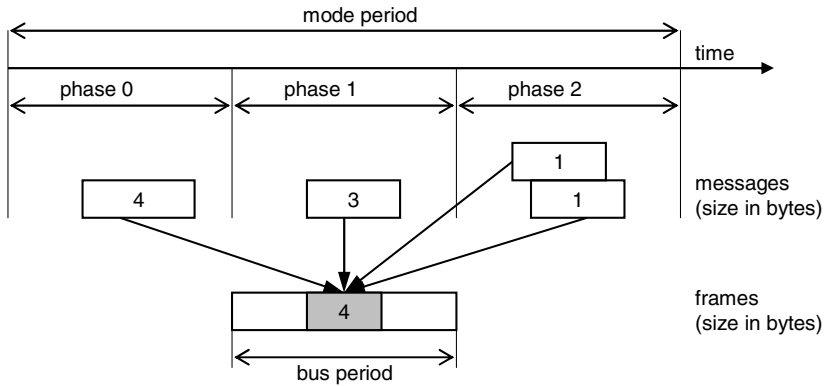 mode period
time
phase 0 phase 1 phase 2
1
4 3 1
messages
(size in bytes)
4
frames
(size in bytes)
bus period